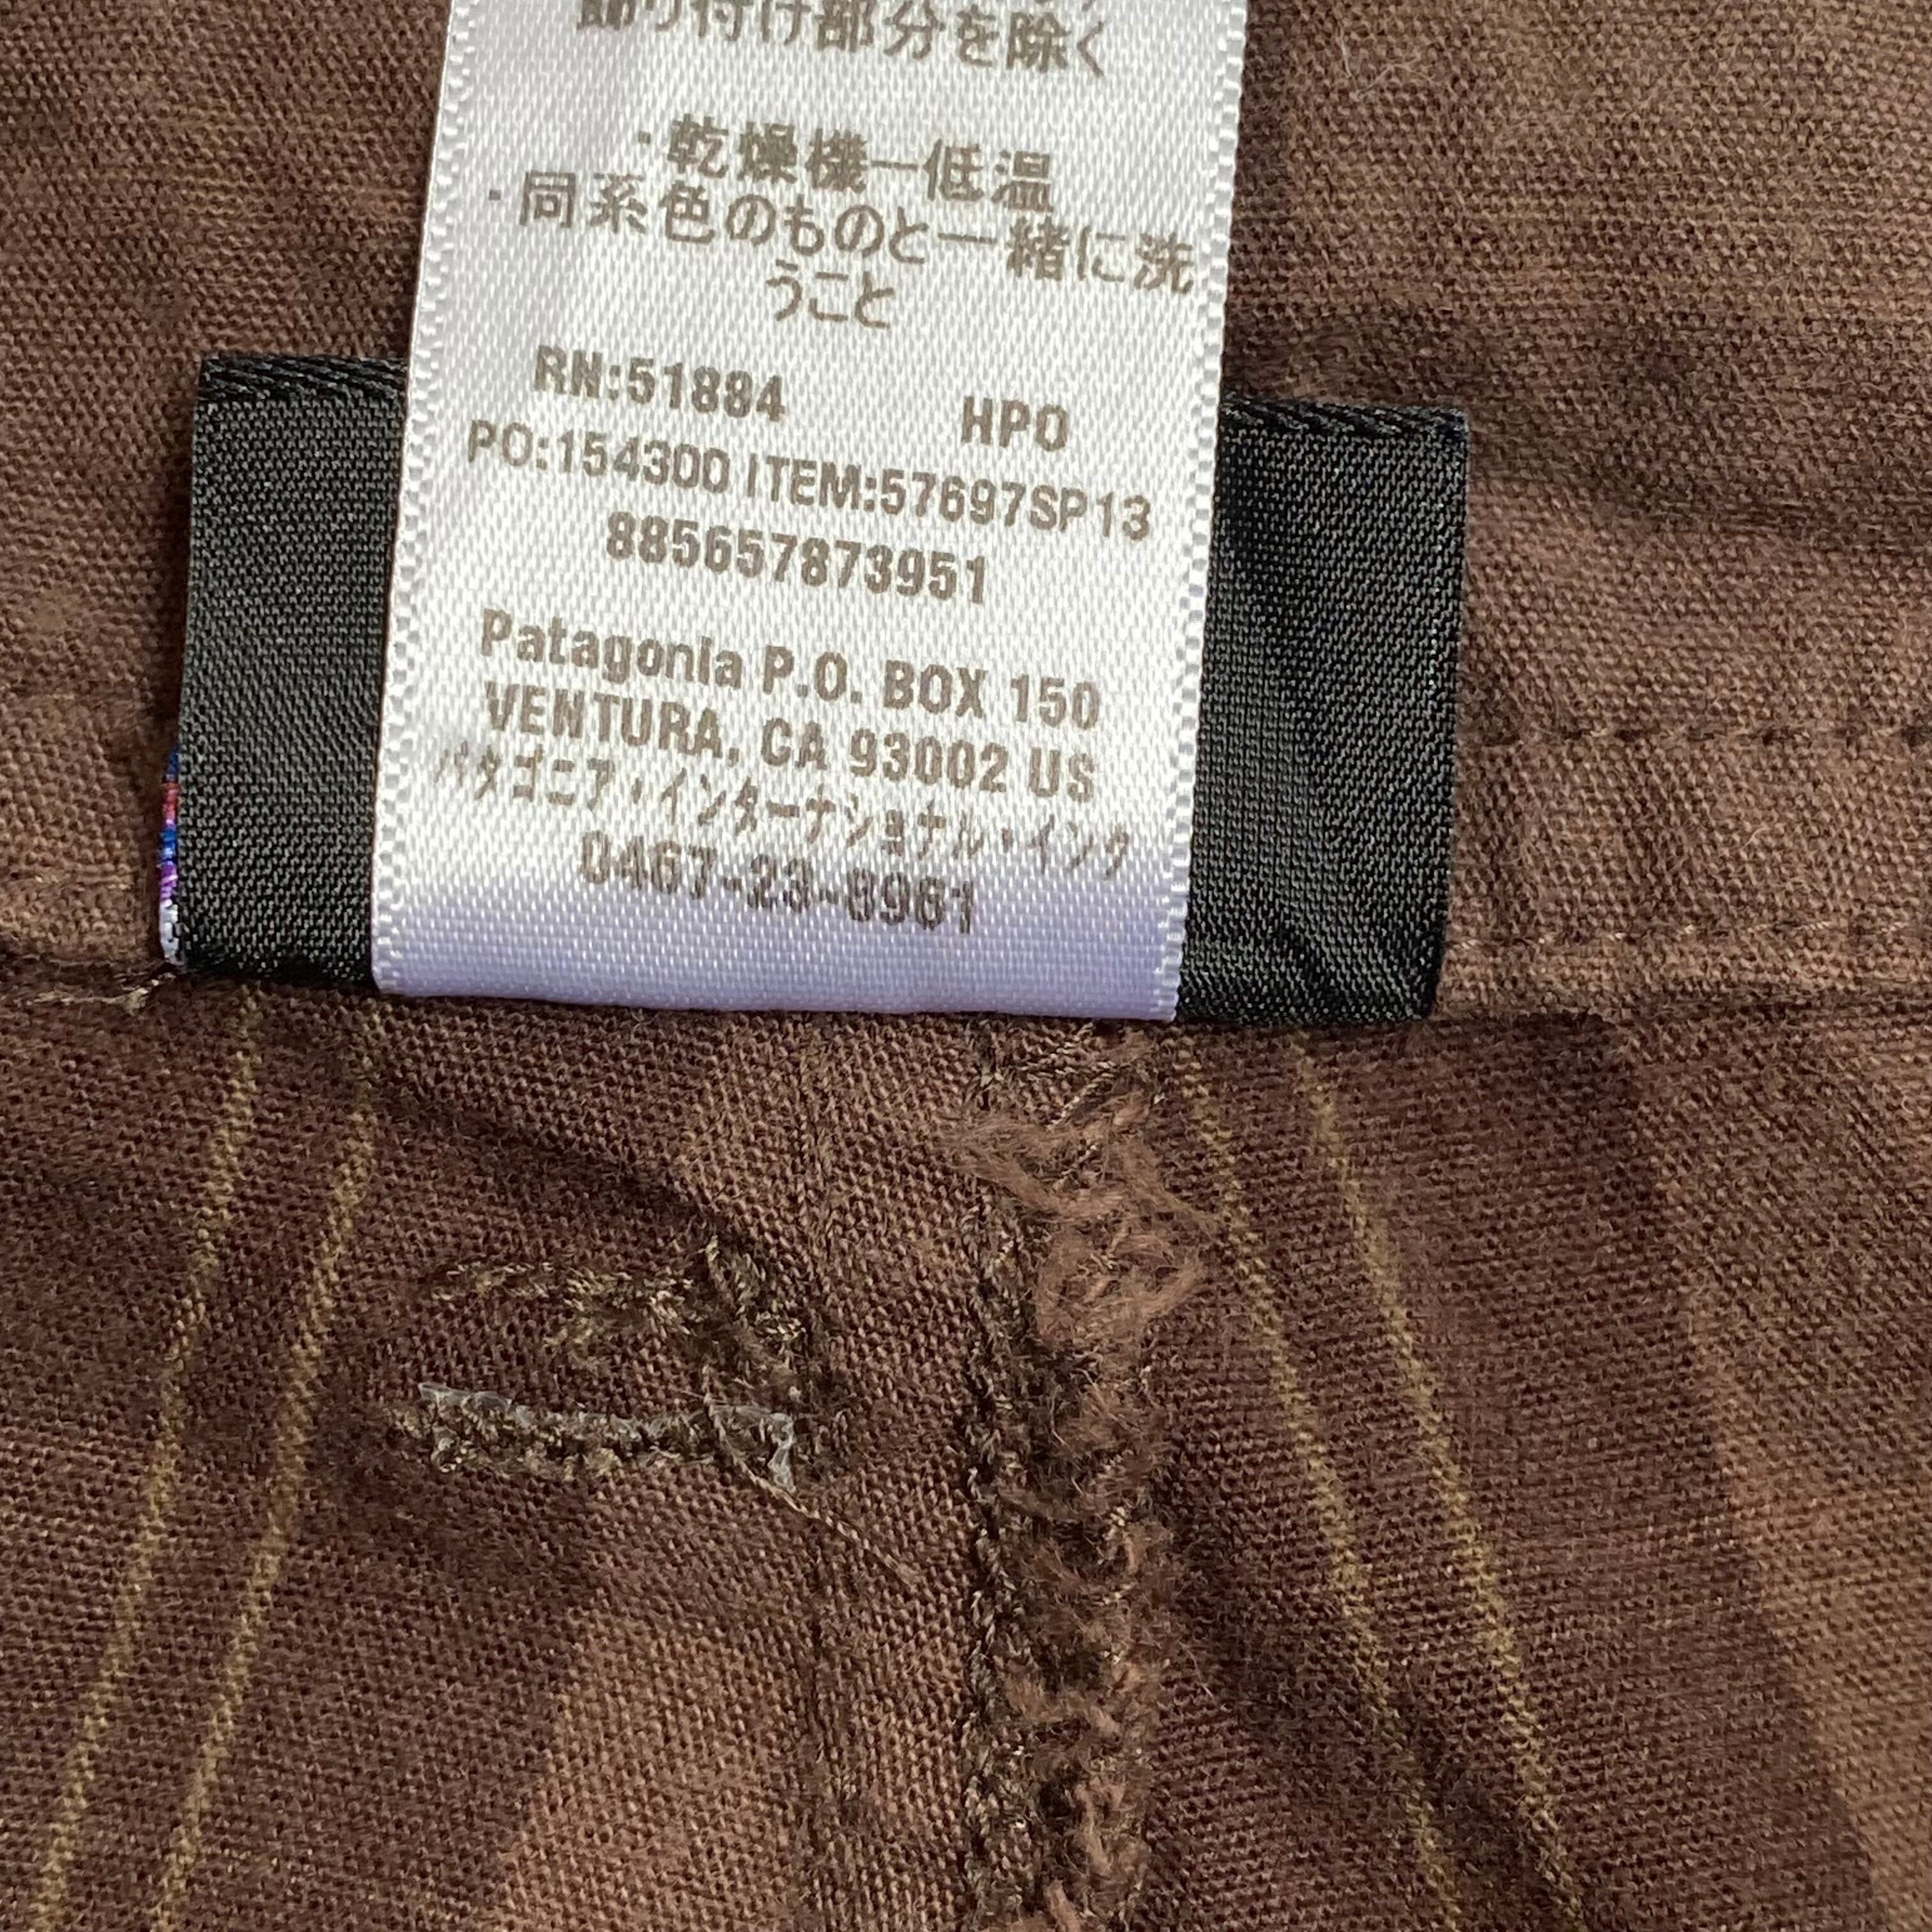 飾り付け部分を除く
・乾燥機ー低温
・同系色のものと一緒に洗
うこと
RN:51884 HPO
PO:154300 ITEM:57697SP13
885657873951
Patagonia P.O. BOX 150
VENTURA, CA 93002 US
パタゴニア・インターナショナル・インク
0467-23-8961